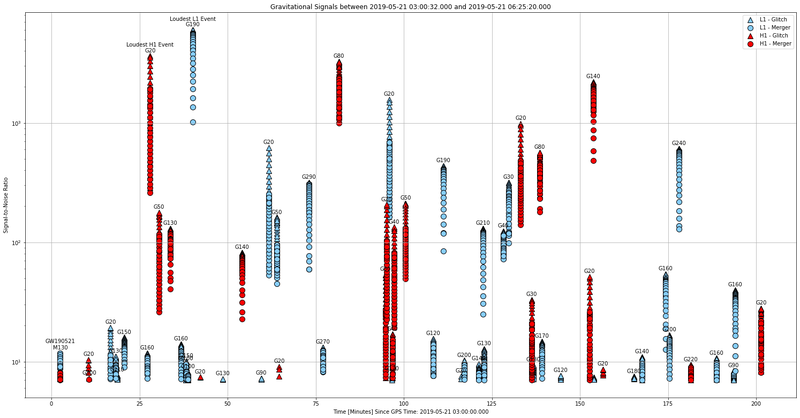 Gravitational Signals between 2019-05-21 03:00:32.000 and 2019-05-21 06:25:20.000
L1 - Glitch
L1 - Merger
H1 - Glitch
H1 - Merger
Loudest L1 Event
G190
Loudest H1 Event
G20
G80
G140
G20
G20
G20
G80
G240
G290
G190
G30
G50
G130
G50
G50
G140
G210
G160
G20
G160
G30
G20
G20
G150
GW190521
M130
G160
G160
G270
G120
G130
G170
G200
G140
G160
G20
G20
G20
G130
G90
G120
G20
G180
G220
G90
10³
10²
10¹
0
25
50
75
100
125
150
175
200
Signal-to-Noise Ratio
Time [Minutes] Since GPS Time: 2019-05-21 03:00:00.000